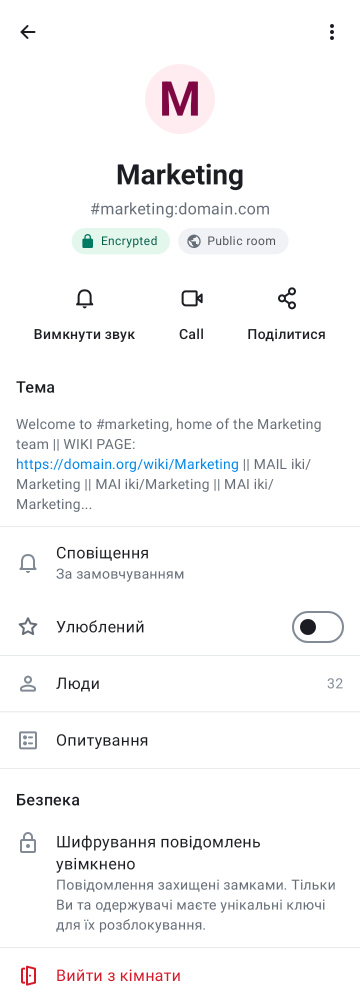 M
Marketing
#marketing:domain.com
Encrypted
Public room
Вимкнути звук
Call
Поділитися
Тема
Welcome to #marketing, home of the Marketing
team || WIKI PAGE:
https://domain.org/wiki/Marketing || MAIL iki/
Marketing || MAI iki/Marketing || MAI iki/
Marketing...
Сповіщення
За замовчуванням
Улюблений
Люди
32
Опитування
Безпека
Шифрування повідомлень
увімкнено
Повідомлення захищені замками. Тільки
Ви та одержувачі маєте унікальні ключі
для їх розблокування.
Вийти з кімнати